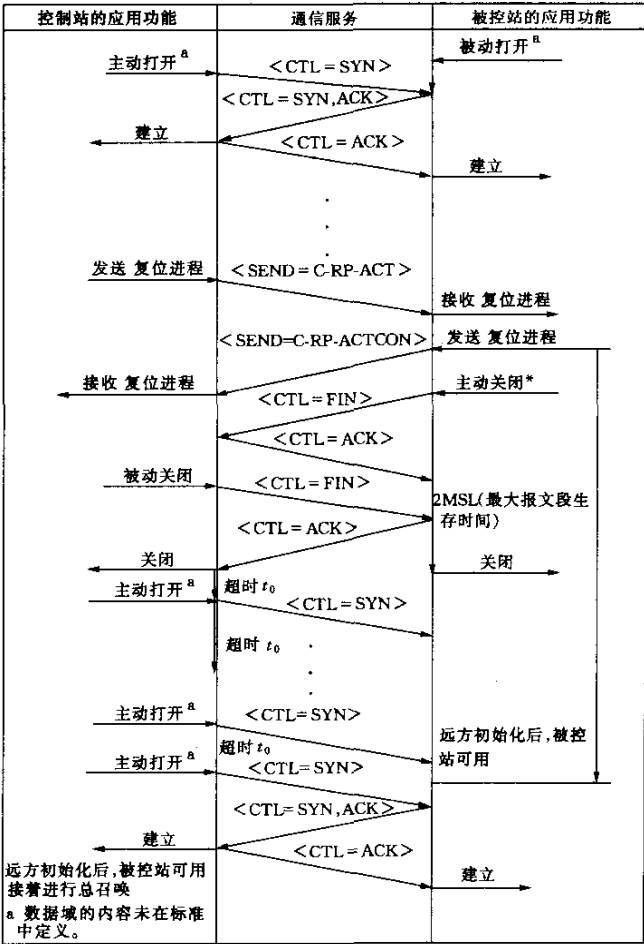 控制站的应用功能 通信服务 被控站的应用功能
被动打开a
主动打开a <CTL=SYN>
<CTL=SYN,ACK>
建立 <CTL=ACK>
建立
发送 复位进程 <SEND=C-RP-ACT>
接收 复位进程
<SEND=C-RP-ACTCON> 发送 复位进程
接收 复位进程 <CTL=FIN> 主动关闭*
<CTL=ACK>
被动关闭 <CTL=FIN>
2MSL(最大报文段生
存时间)
<CTL=ACK>
关闭 关闭
主动打开a 超时 t0 <CTL=SYN>
超时 t0
主动打开a <CTL=SYN>
远方初始化后,被控
站可用
超时 t0
主动打开a <CTL=SYN>
<CTL=SYN,ACK>
建立 <CTL=ACK>
建立
远方初始化后,被控站可用
接着进行总召唤
a 数据域的内容未在标准
中定义。